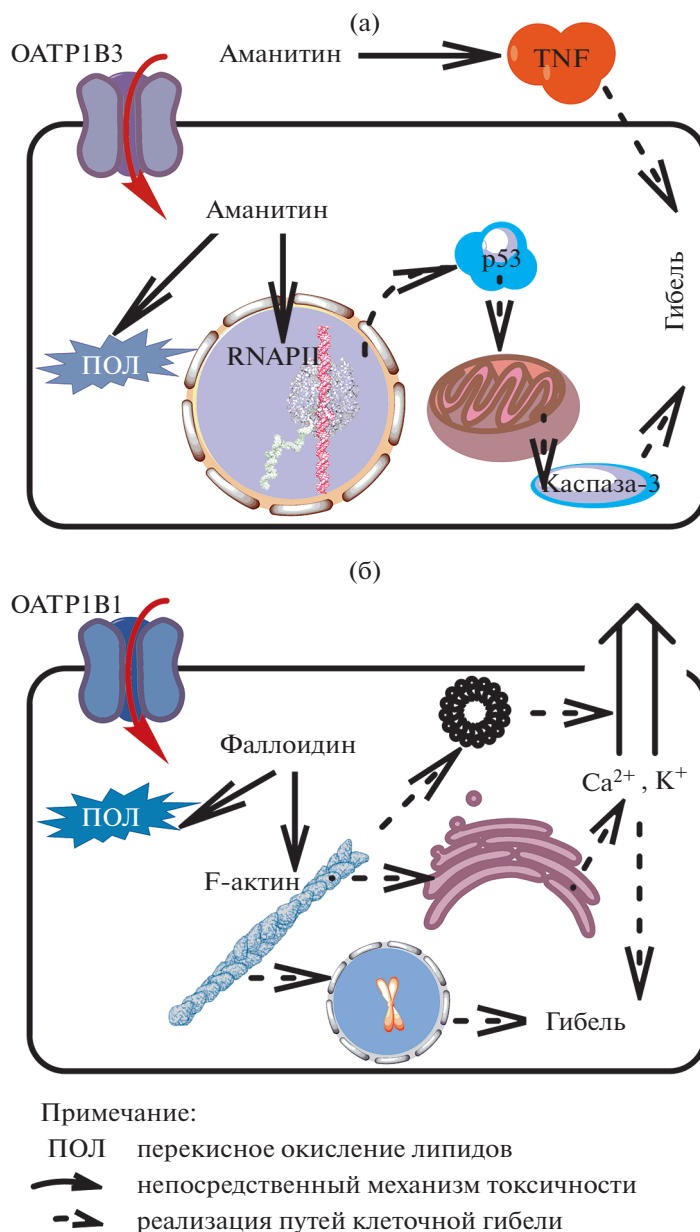 (а)
OATP1B3
Аманитин
TNF
Аманитин
p53
Гибель
ПОЛ
RNAPII
Каспаза-3
(б)
OATP1B1
Фаллоидин
Ca²⁺ , K⁺
ПОЛ
F-актин
Гибель
Примечание:
ПОЛ перекисное окисление липидов
непосредственный механизм токсичности
реализация путей клеточной гибели